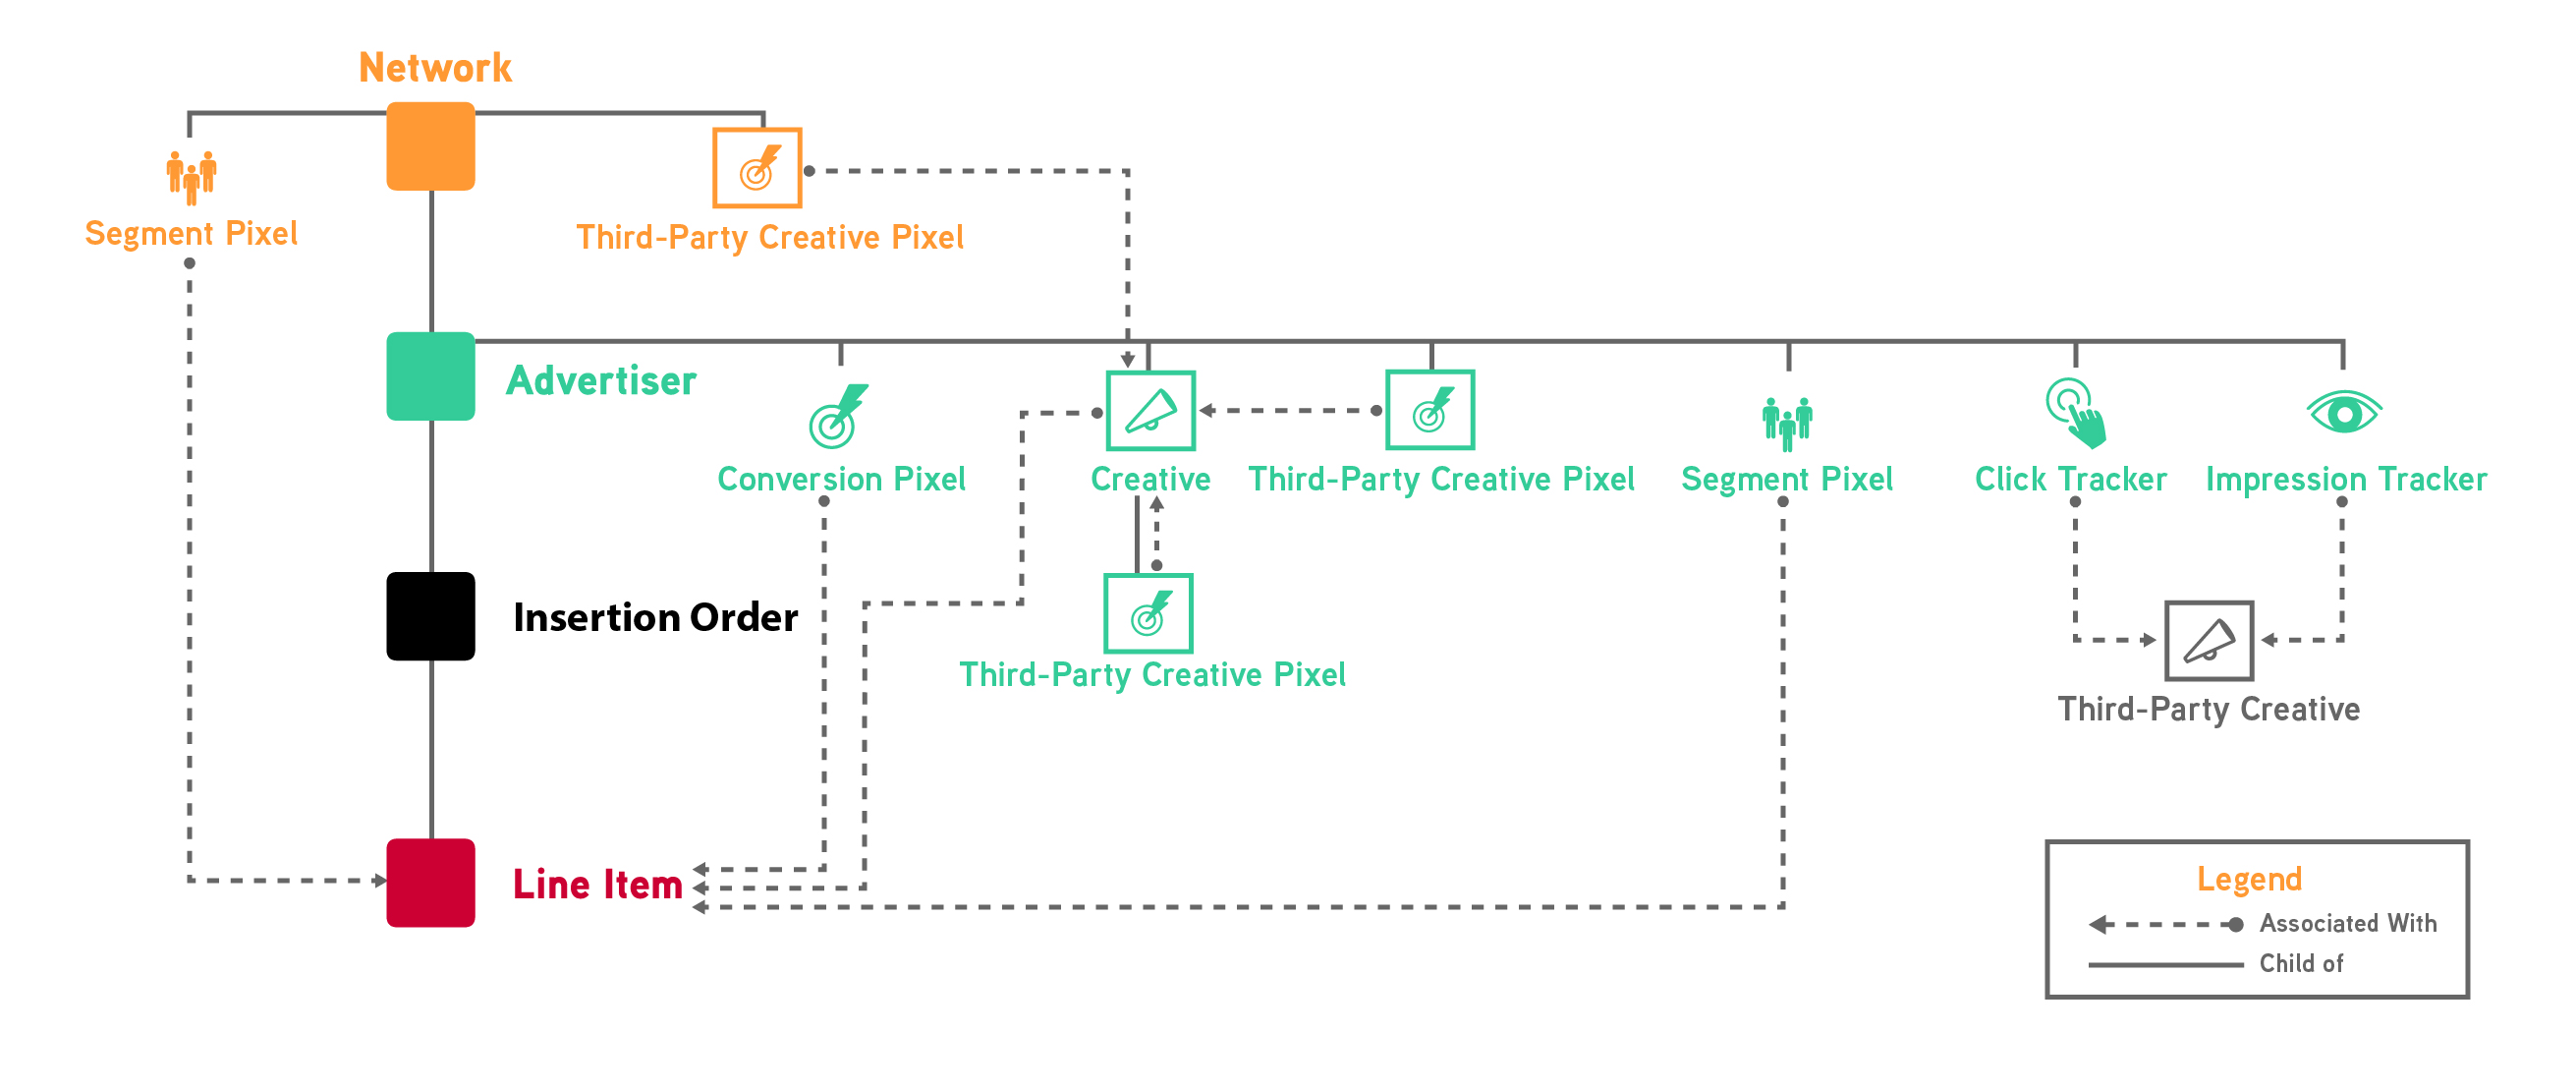 Network
Segment Pixel
Third-Party Creative Pixel
Advertiser
Conversion Pixel
Creative
Third-Party Creative Pixel
Segment Pixel
Click Tracker
Impression Tracker
Insertion Order
Third-Party Creative Pixel
Third-Party Creative
Line Item
Legend
Associated With
Child of